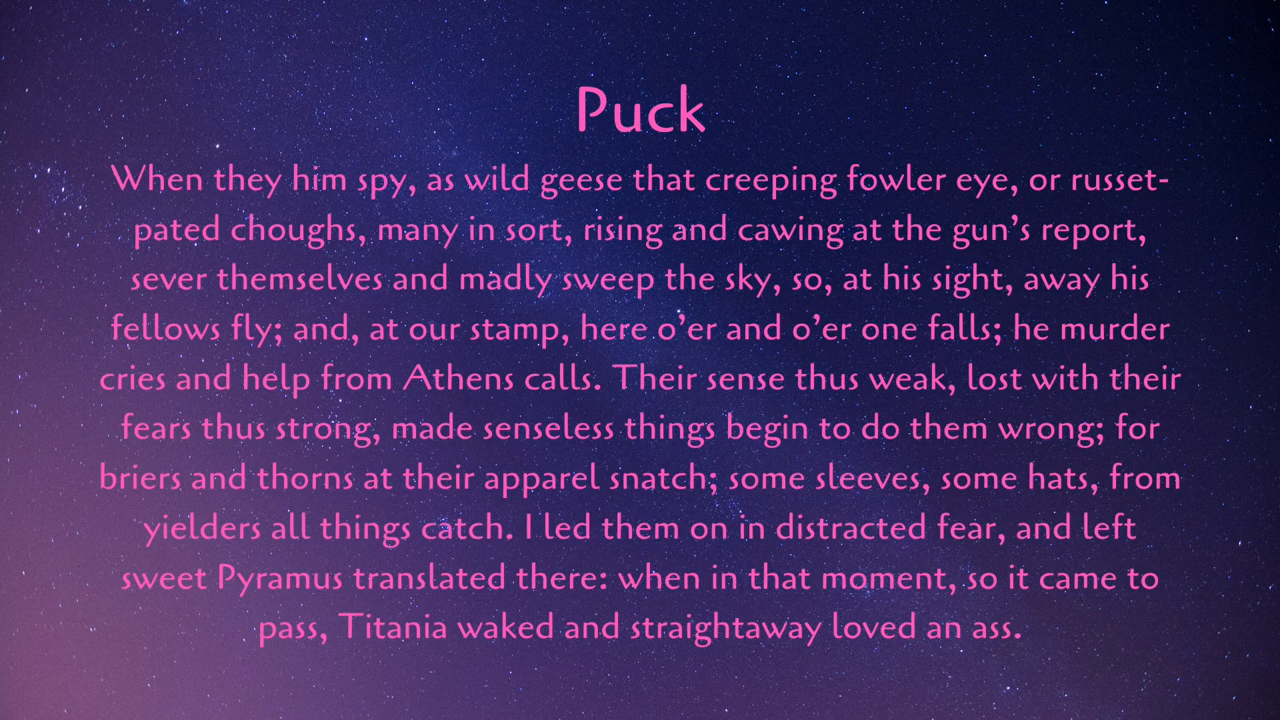 Puck
When they him spy, as wild geese that creeping fowler eye, or russet-
pated choughs, many in sort, rising and cawing at the gun’s report,
sever themselves and madly sweep the sky, so, at his sight, away his
fellows fly; and, at our stamp, here o’er and o’er one falls; he murder
cries and help from Athens calls. Their sense thus weak, lost with their
fears thus strong, made senseless things begin to do them wrong; for
briers and thorns at their apparel snatch; some sleeves, some hats, from
yielders all things catch. I led them on in distracted fear, and left
sweet Pyramus translated there: when in that moment, so it came to
pass, Titania waked and straightaway loved an ass.